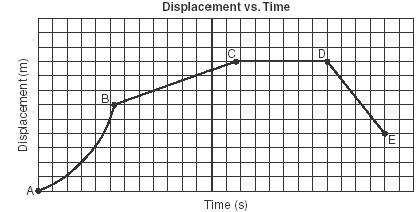 Displacement vs. Time
Displacement (m)
A
B
C
D
E
Time (s)